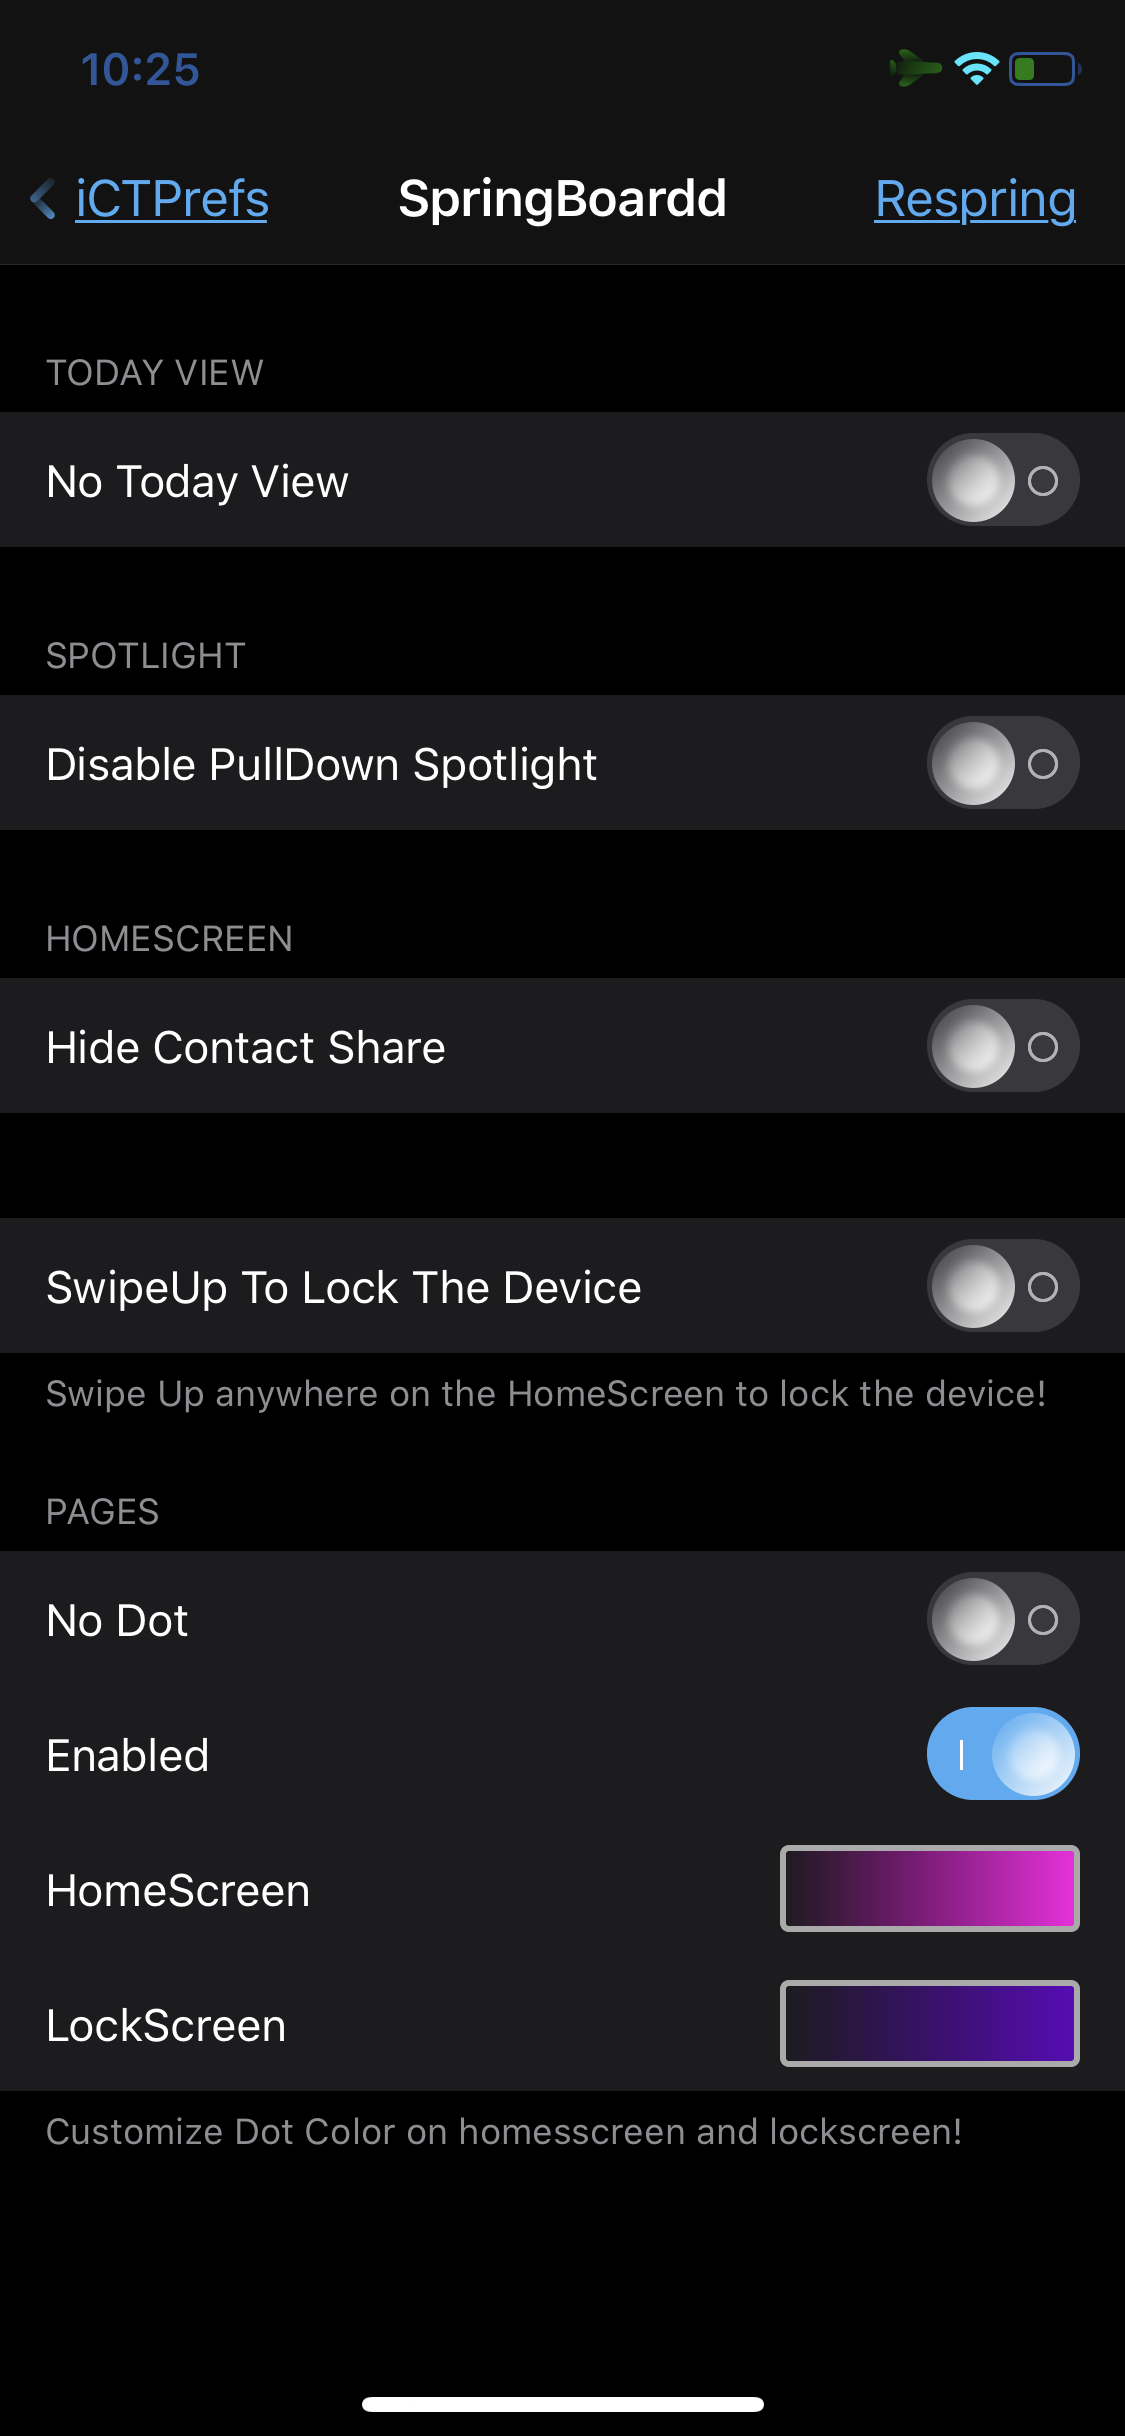 10:25
iCTPrefs SpringBoardd Respring
TODAY VIEW
No Today View
SPOTLIGHT
Disable PullDown Spotlight
HOMESCREEN
Hide Contact Share
SwipeUp To Lock The Device
Swipe Up anywhere on the HomeScreen to lock the device!
PAGES
No Dot
Enabled
HomeScreen
LockScreen
Customize Dot Color on homesscreen and lockscreen!